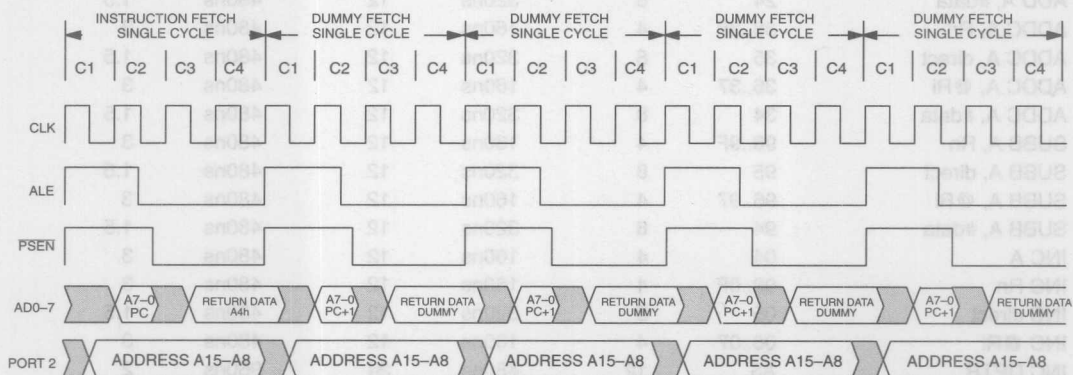 INSTRUCTION FETCH SINGLE CYCLE
DUMMY FETCH SINGLE CYCLE
DUMMY FETCH SINGLE CYCLE
DUMMY FETCH SINGLE CYCLE
DUMMY FETCH SINGLE CYCLE
C1 C2 C3 C1 C2 C3 C4 C1 C2 C3 C4 C1 C2 C3 C4 C1 C2 C3
CLK
ALE
PSEN
AD0–7 A7–0 PC RETURN DATA A4h A7–0 PC+1 RETURN DATA DUMMY A7–0 PC+1 RETURN DATA DUMMY A7–0 PC+1 RETURN DATA DUMMY A7–0 PC+1 RETURN DATA DUMMY
PORT 2 ADDRESS A15–A8 ADDRESS A15–A8 ADDRESS A15–A8 ADDRESS A15–A8 ADDRESS A15–A8